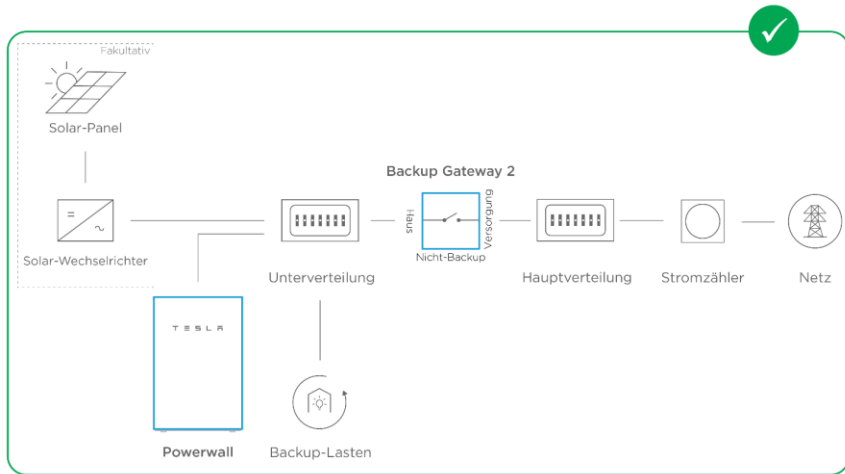 Fakultativ
Solar-Panel
Backup Gateway 2
Haus
Versorgung
Nicht-Backup
Solar-Wechselrichter
Unterverteilung
Hauptverteilung
Stromzähler
Netz
TESLA
Powerwall
Backup-Lasten